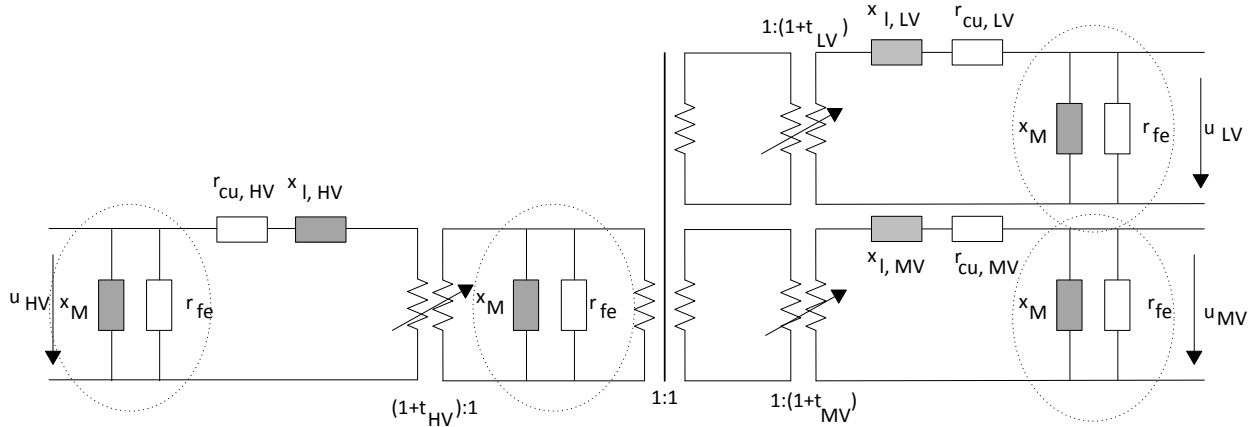 x l, LV
r cu, LV
1:(1+t LV)
x M
r fe
u LV
r cu, HV
x l, HV
x l, MV
r cu, MV
u HV
x M
r fe
x M
r fe
x M
r fe
u MV
(1+t HV):1
1:1
1:(1+t MV)